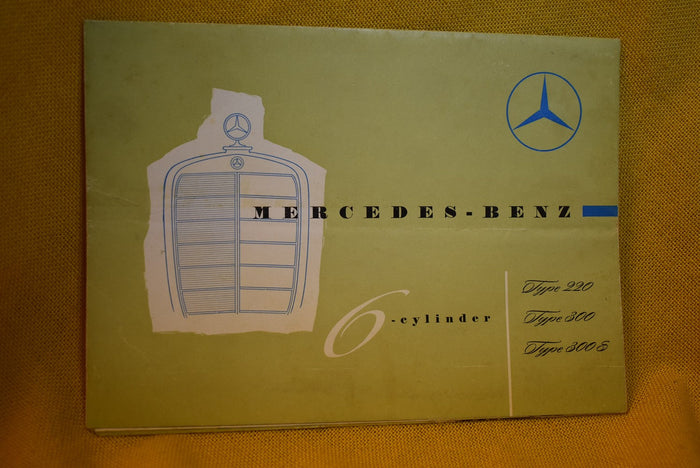 MERCEDES-BENZ
6-cylinder
Type 220
Type 300
Type 300 S